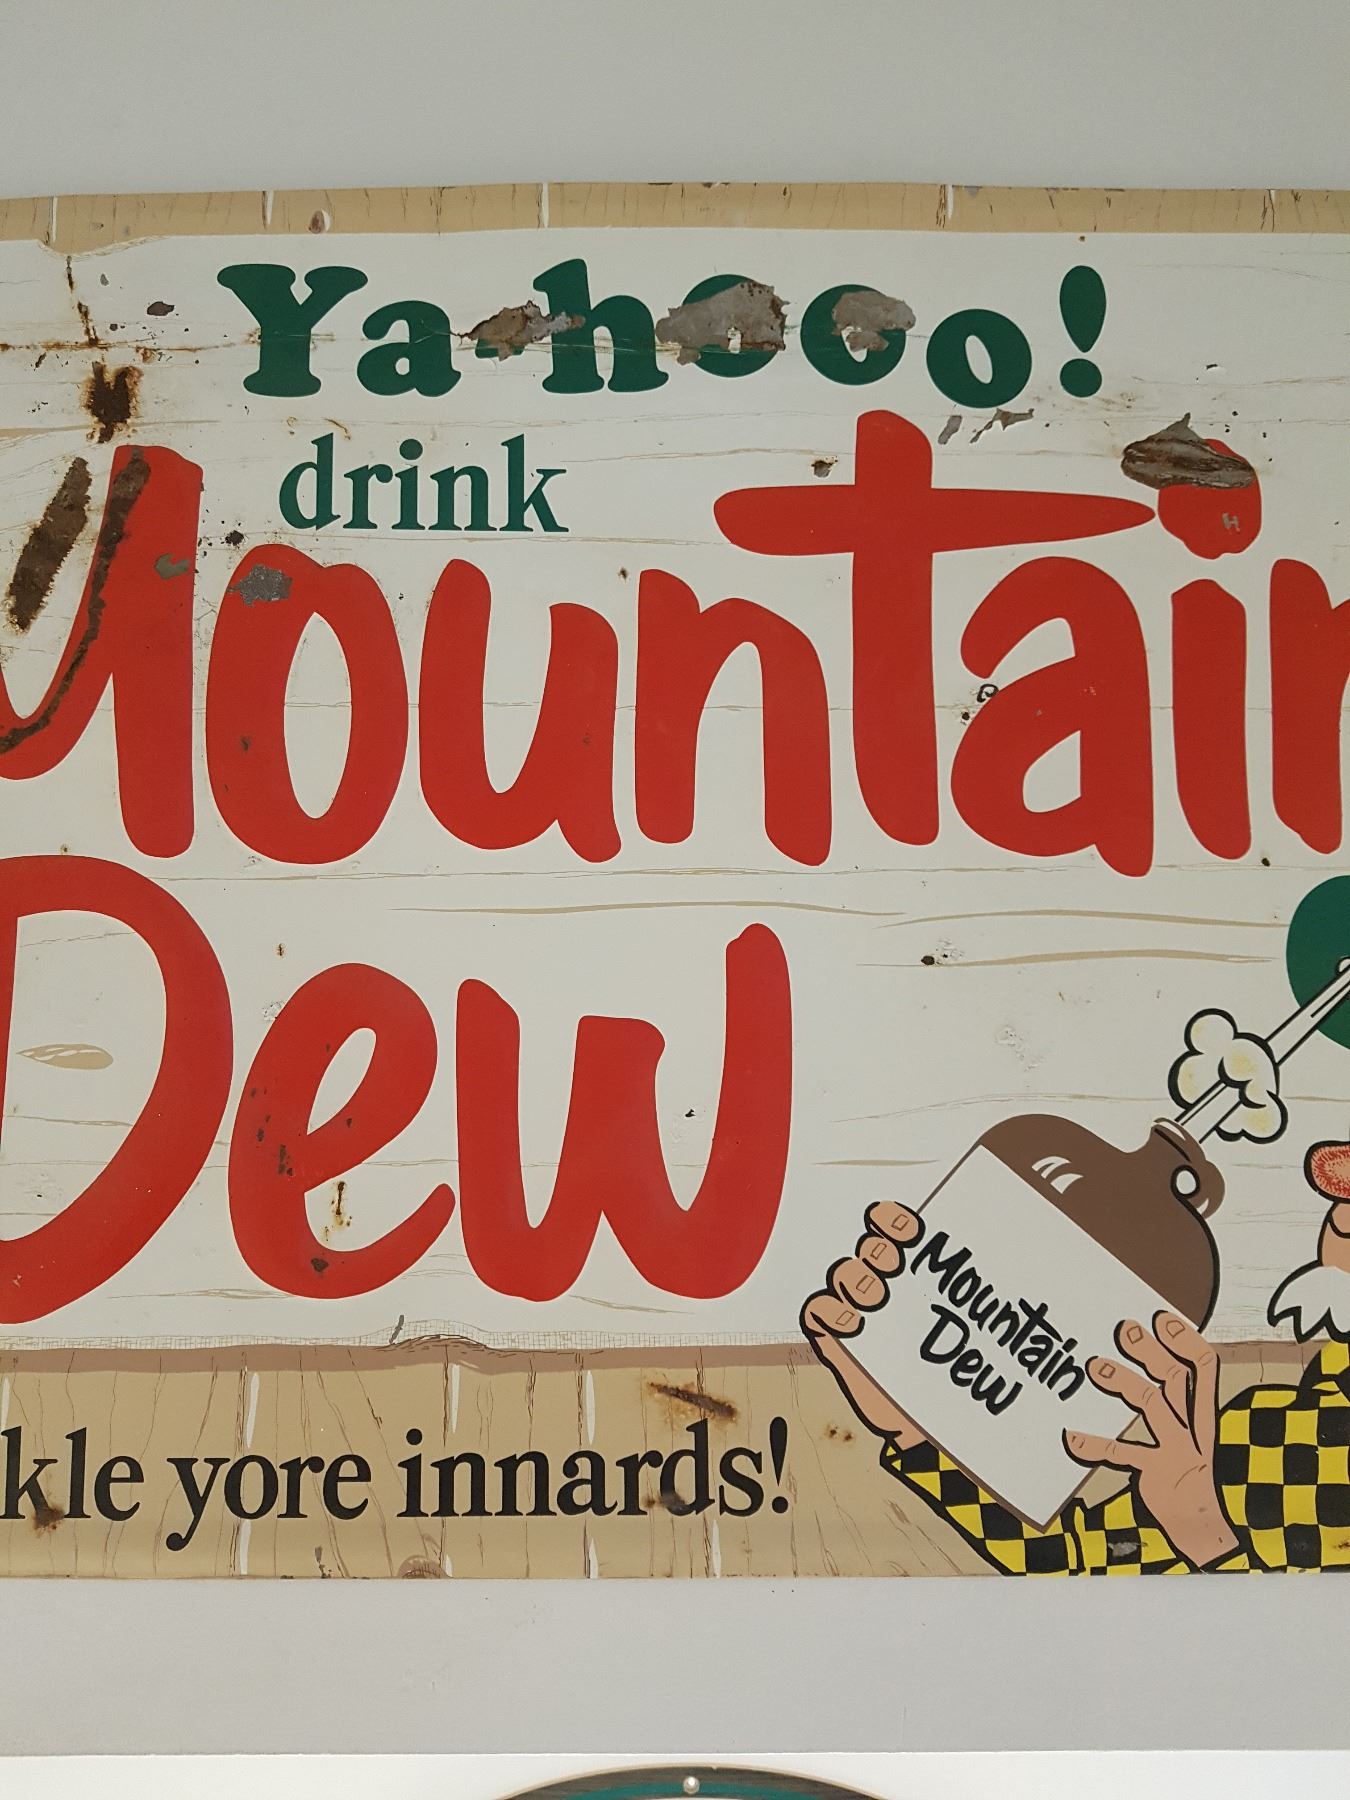 Ya-hooo!
drink
Mountain
Dew
Mountain
Dew
kle yore innards!